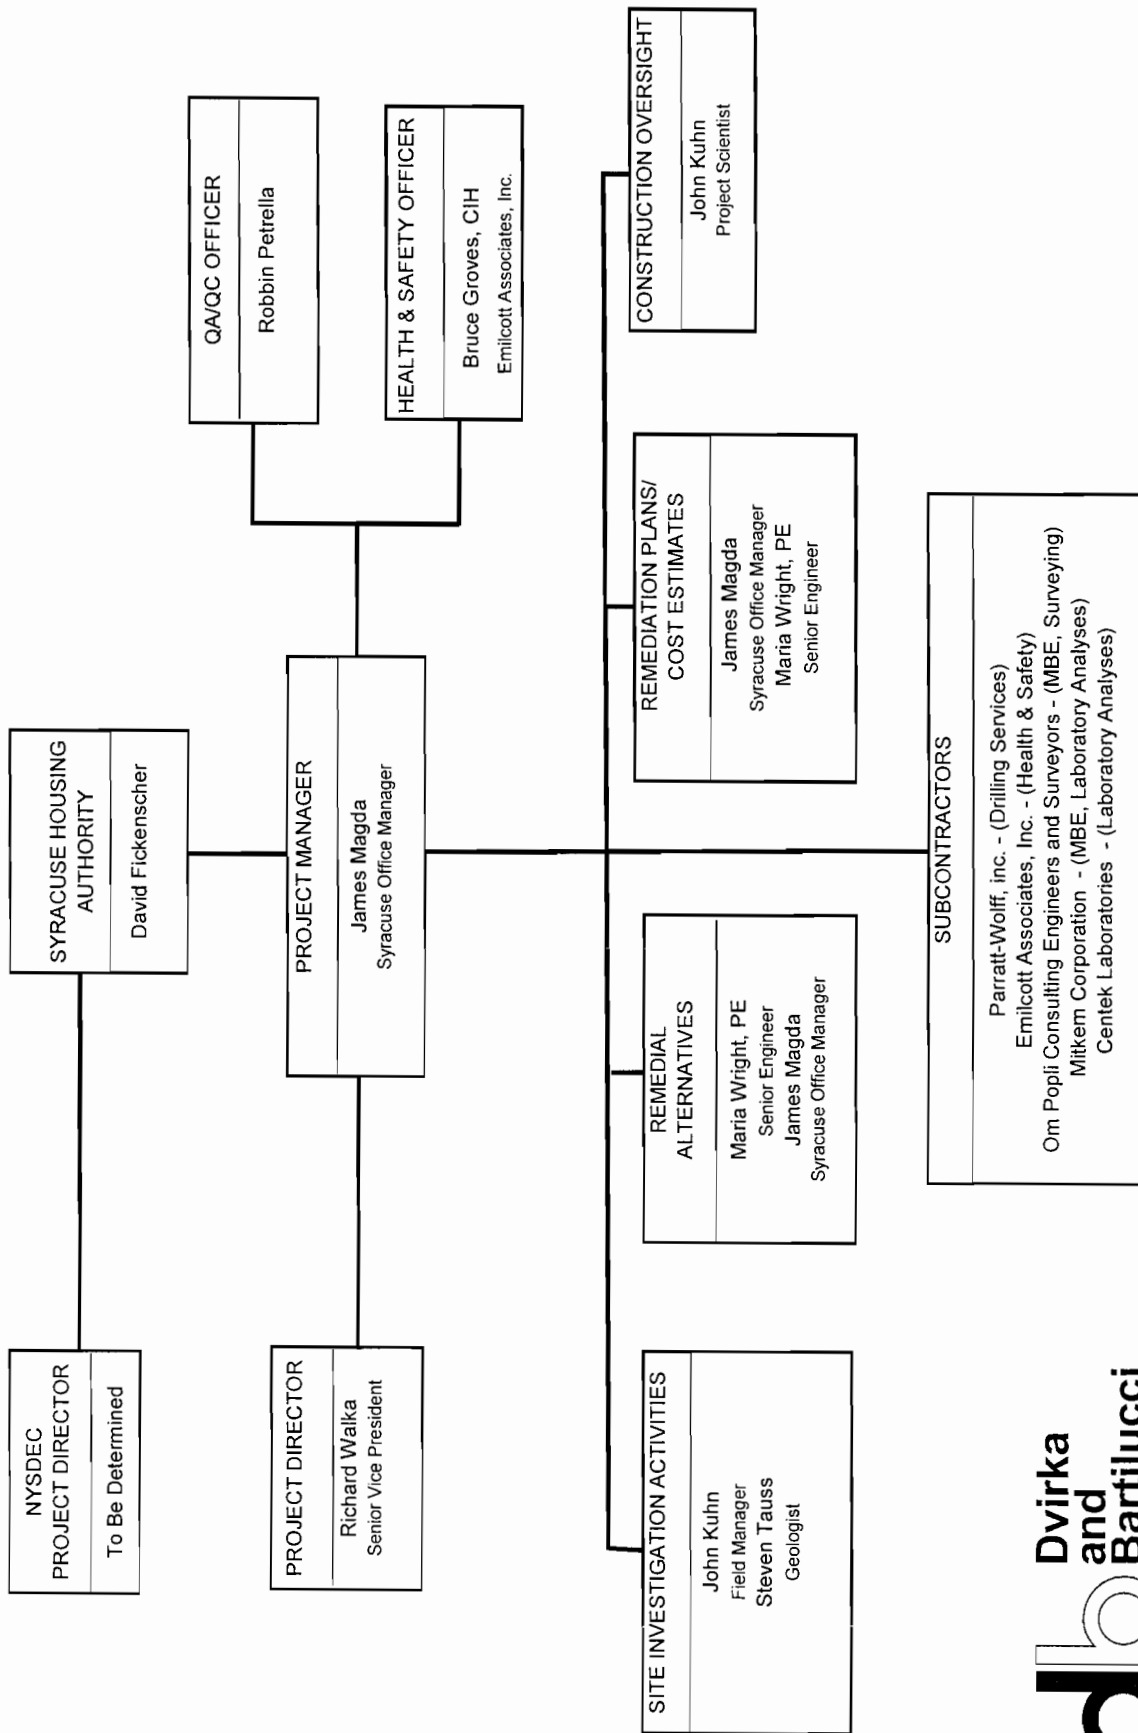 NYSDEC
PROJECT DIRECTOR
To Be Determined
SYRACUSE HOUSING
AUTHORITY
David Fickenscher
PROJECT DIRECTOR
Richard Walka
Senior Vice President
PROJECT MANAGER
James Magda
Syracuse Office Manager
QA/QC OFFICER
Robbin Petrella
HEALTH & SAFETY OFFICER
Bruce Groves, CIH
Emilcott Associates, Inc.
SITE INVESTIGATION ACTIVITIES
John Kuhn
Field Manager
Steven Tauss
Geologist
REMEDIAL
ALTERNATIVES
Maria Wright, PE
Senior Engineer
James Magda
Syracuse Office Manager
REMEDIATION PLANS/
COST ESTIMATES
James Magda
Syracuse Office Manager
Maria Wright, PE
Senior Engineer
CONSTRUCTION OVERSIGHT
John Kuhn
Project Scientist
SUBCONTRACTORS
Parratt-Wolff, inc. - (Drilling Services)
Emilcott Associates, Inc. - (Health & Safety)
Om Popli Consulting Engineers and Surveyors - (MBE, Surveying)
Mitkem Corporation - (MBE, Laboratory Analyses)
Centek Laboratories - (Laboratory Analyses)
db
Dvirka
and
Bartilucci